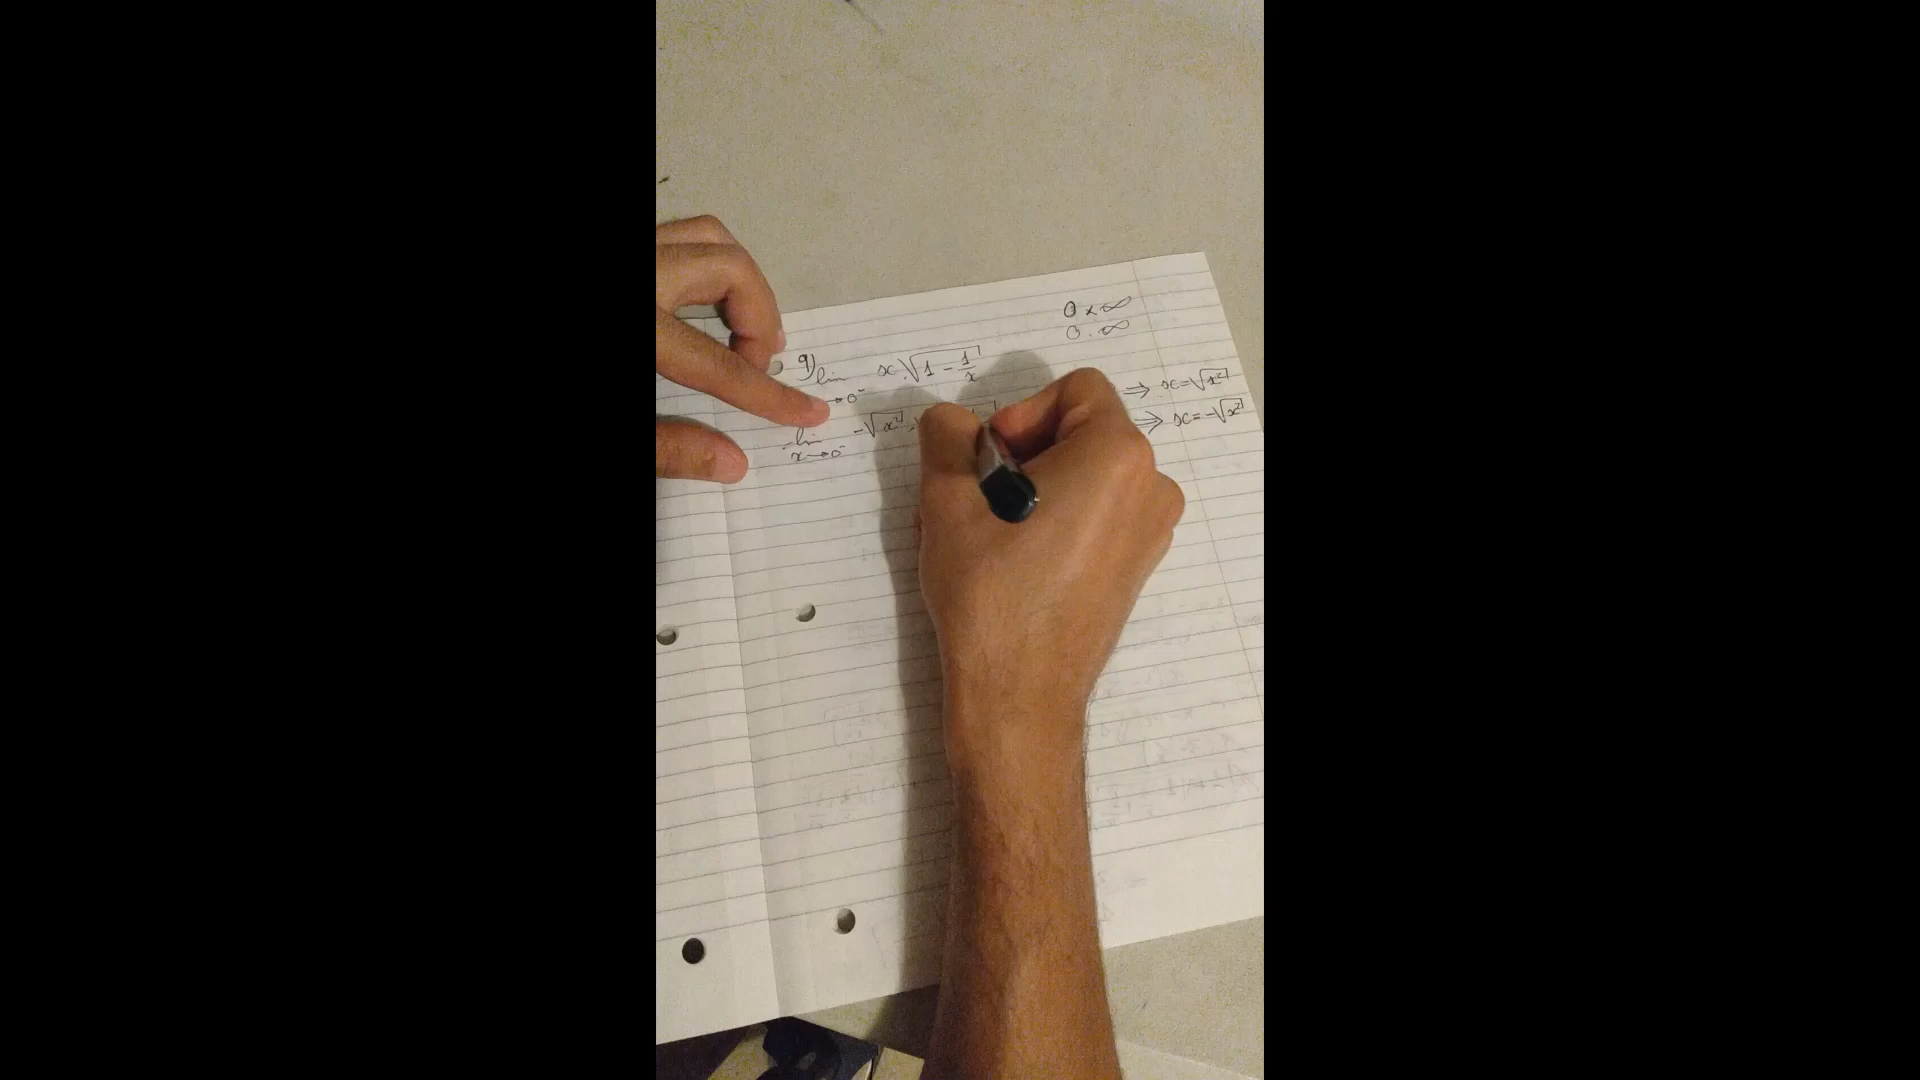 0 x ∞
0 . ∞
9) lim x.√1 - 1/x
→0⁻
⇒ x=√x²
lim -√x² .
x→0⁻
⇒ x=-√x²